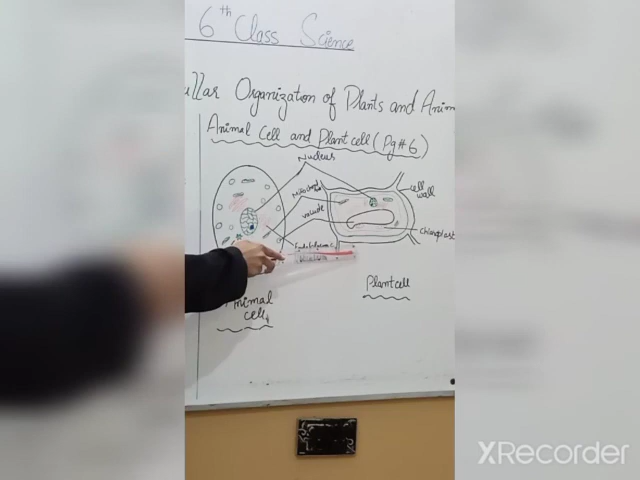 6th Class Science
ullar Organization of Plants and Anim
Animal Cell and Plant cell (Pg # 6)
Nucleus
cell wall
vacuole
chloroplast
Plant cell
Animal cell
XRecorder